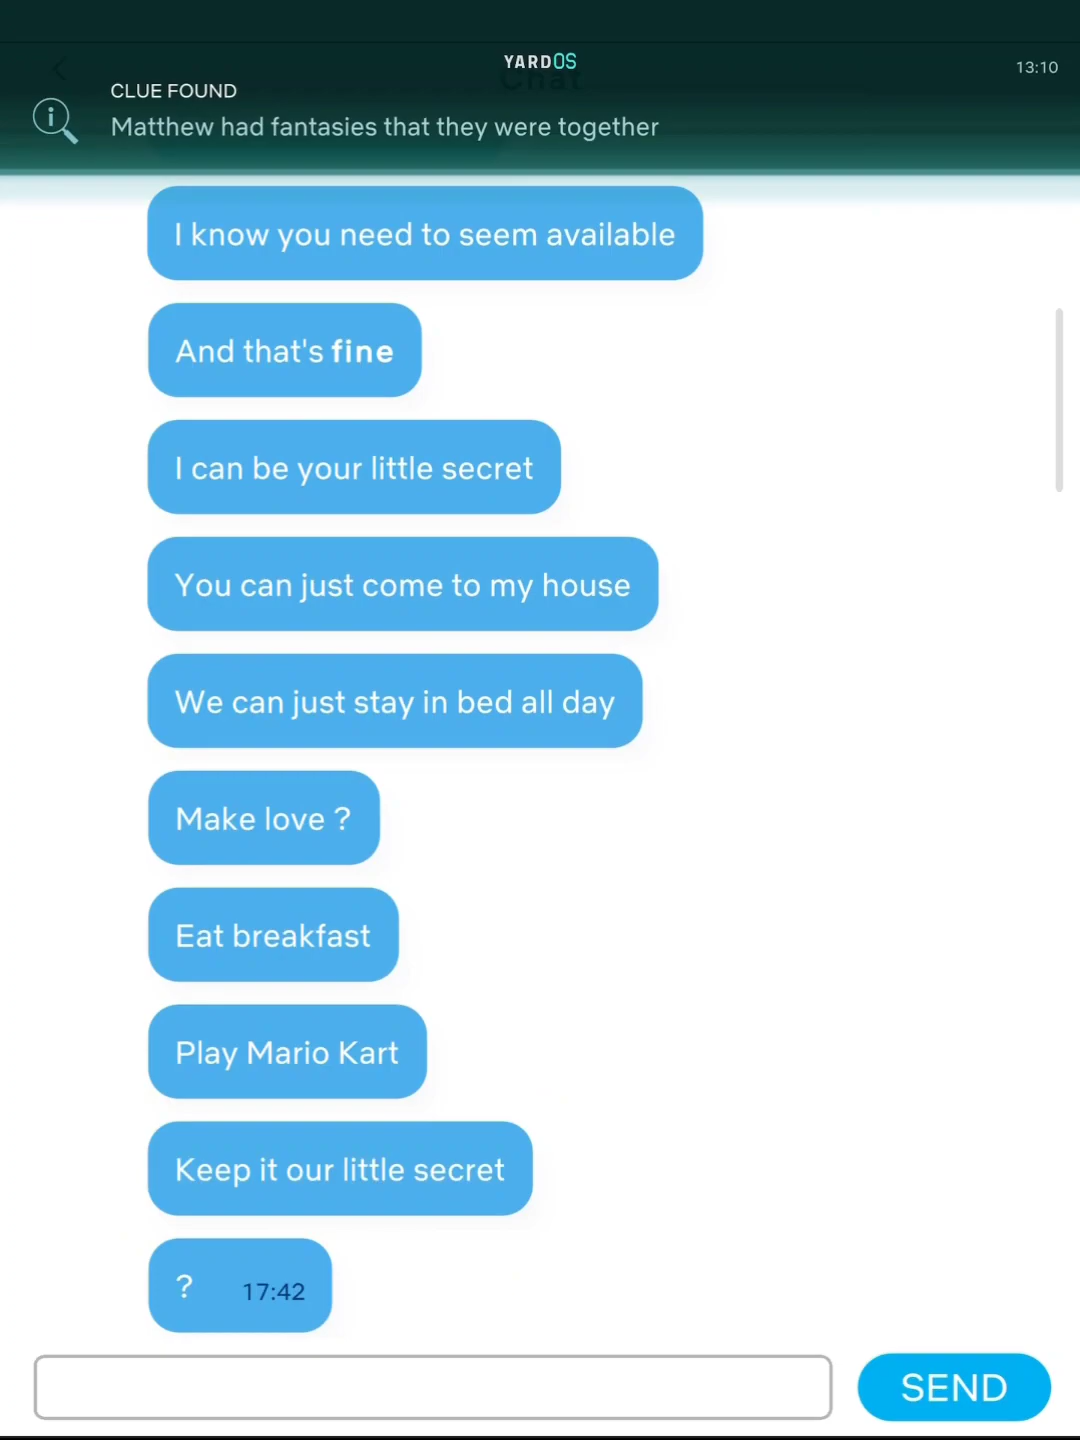 YARDOS
Chat
13:10
CLUE FOUND
Matthew had fantasies that they were together
I know you need to seem available
And that's fine
I can be your little secret
You can just come to my house
We can just stay in bed all day
Make love ?
Eat breakfast
Play Mario Kart
Keep it our little secret
? 17:42
SEND